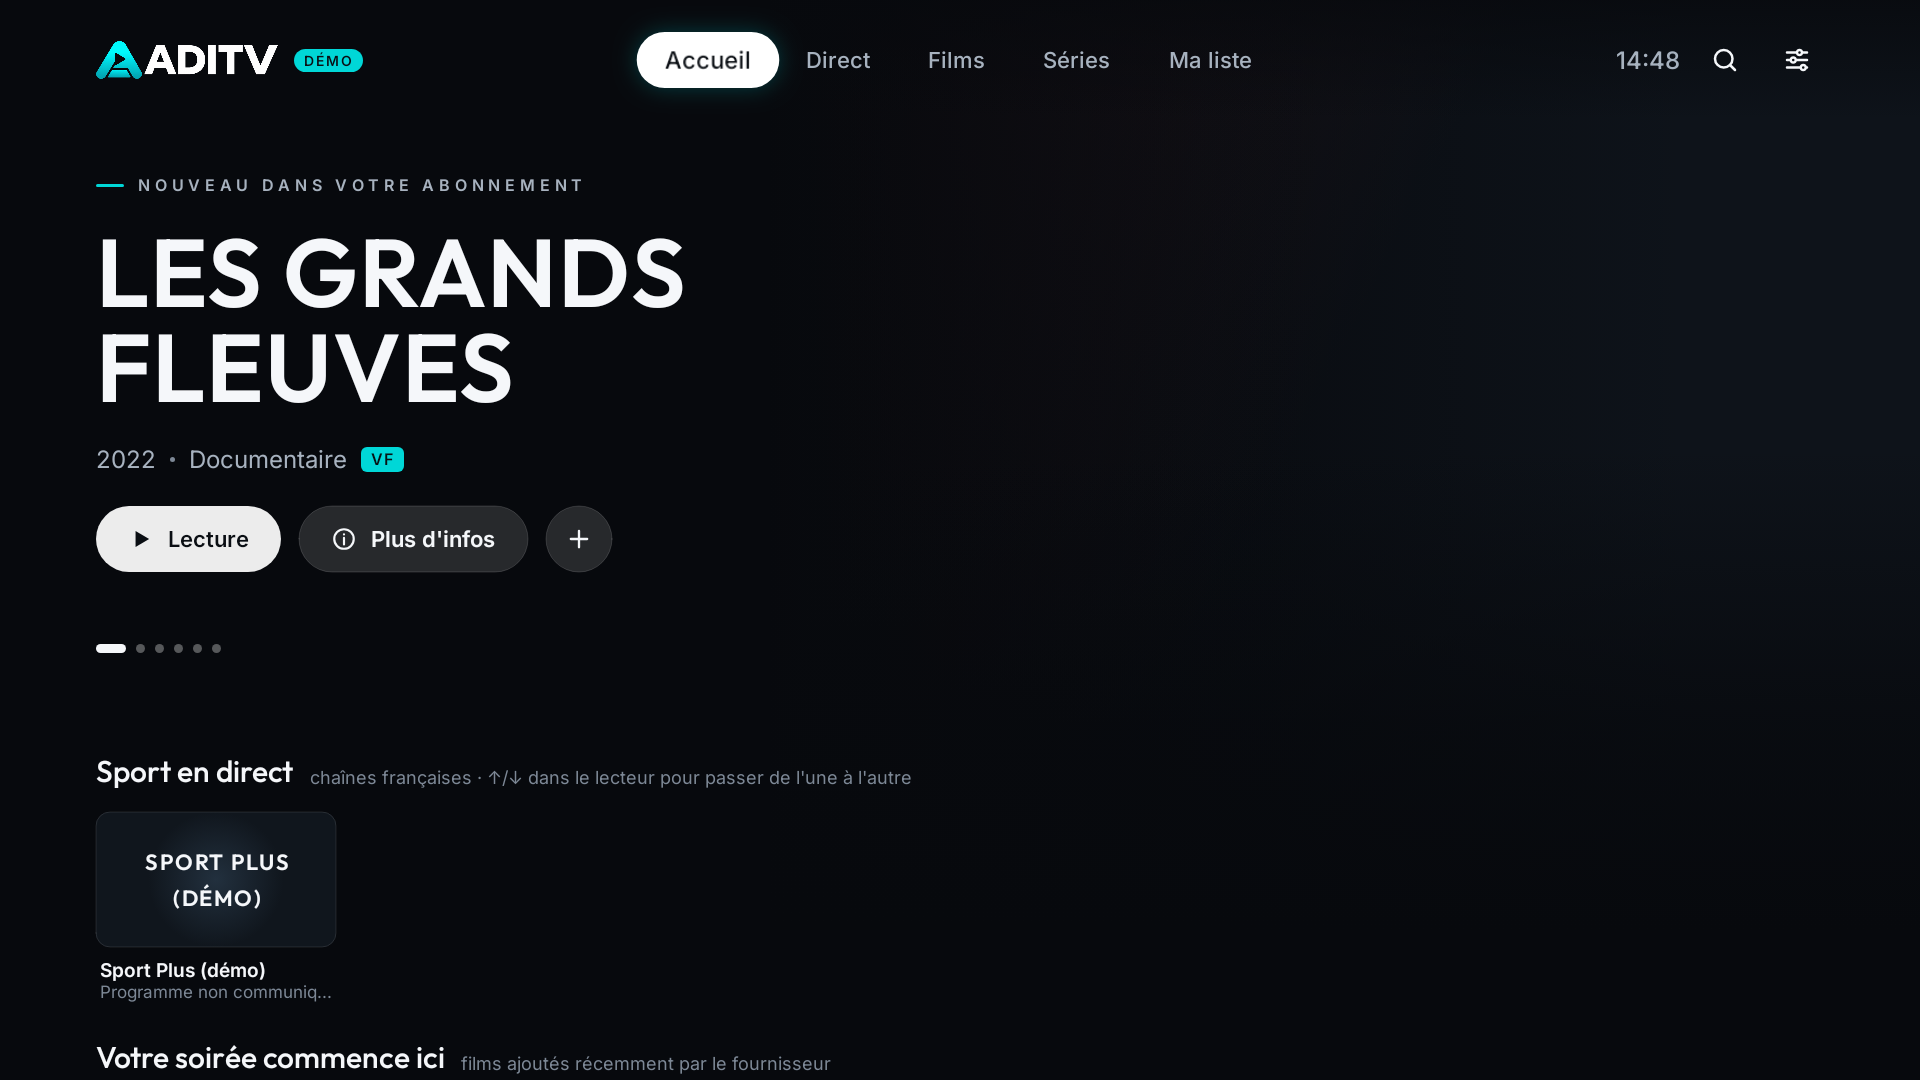 ADITV DÉMO
Accueil Direct Films Séries Ma liste
14:48
NOUVEAU DANS VOTRE ABONNEMENT
LES GRANDS
FLEUVES
2022 • Documentaire VF
Lecture Plus d'infos
Sport en direct chaînes françaises · ↑/↓ dans le lecteur pour passer de l'une à l'autre
SPORT PLUS
(DÉMO)
Sport Plus (démo)
Programme non communiq...
Votre soirée commence ici films ajoutés récemment par le fournisseur